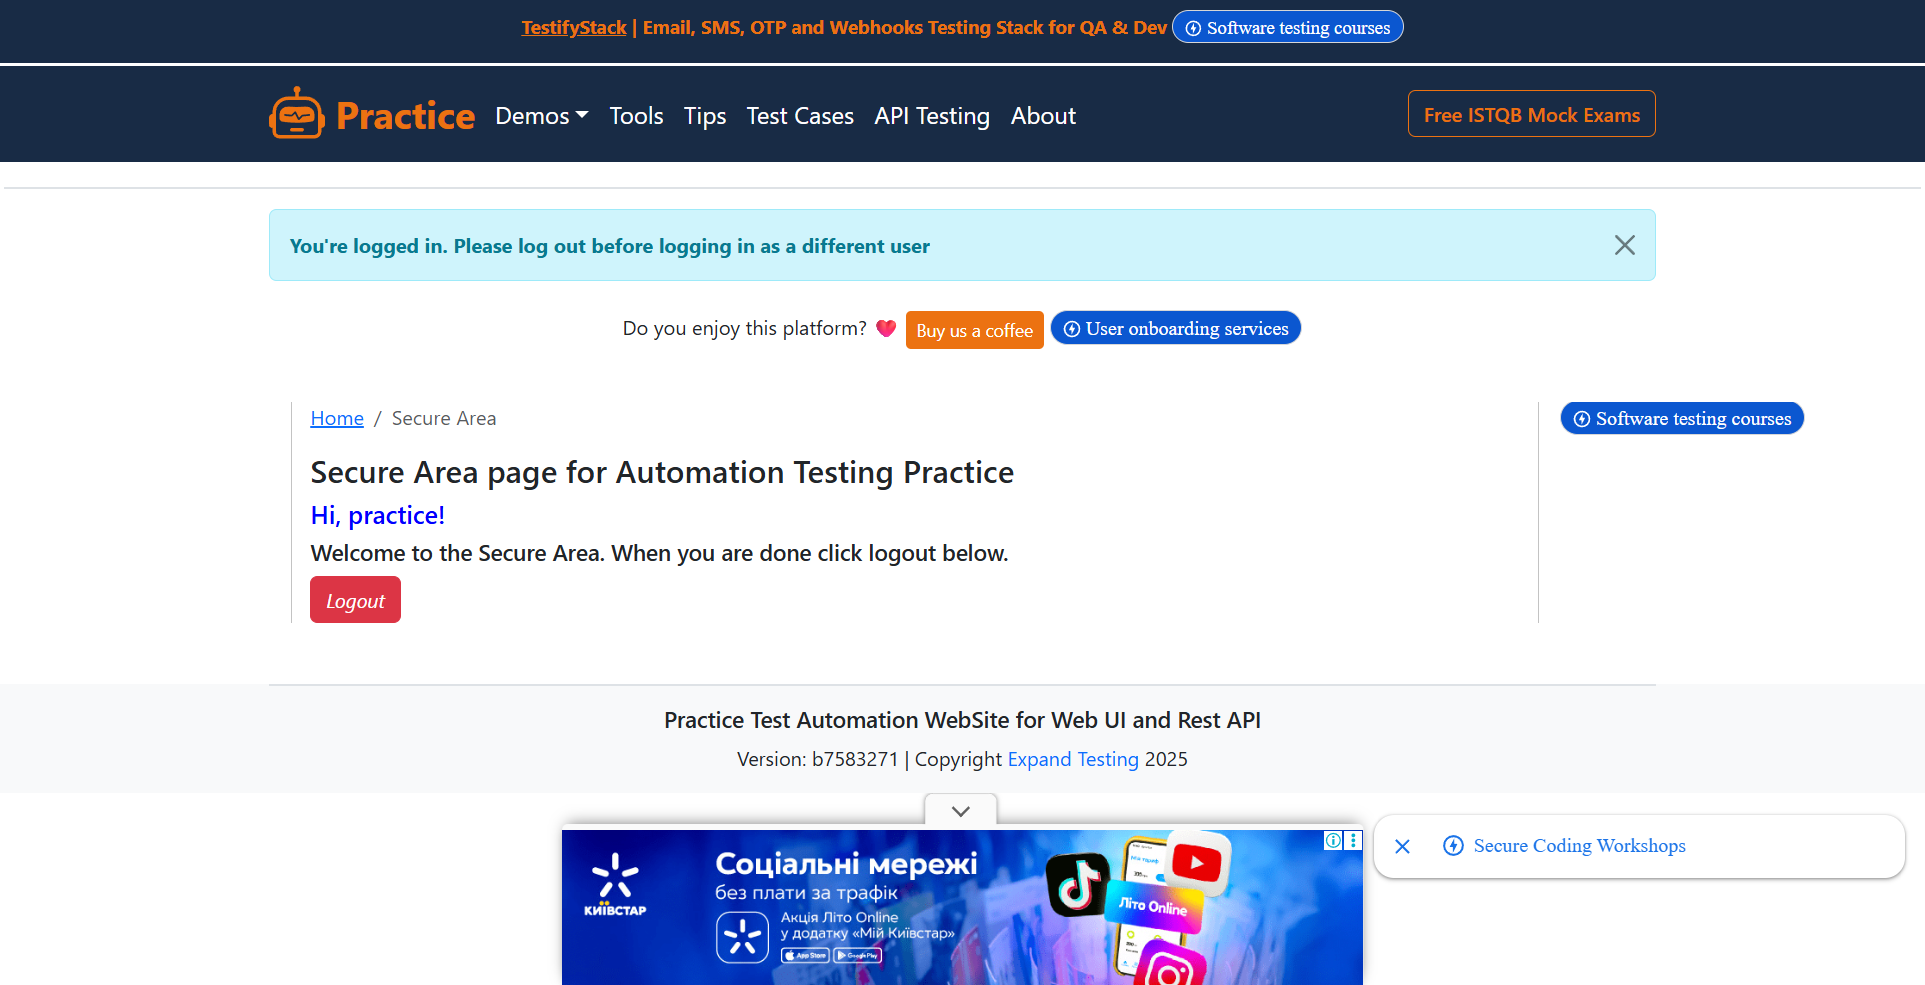 TestifyStack | Email, SMS, OTP and Webhooks Testing Stack for QA & Dev Software testing courses
Practice Demos Tools Tips Test Cases API Testing About Free ISTQB Mock Exams
You're logged in. Please log out before logging in as a different user
Do you enjoy this platform? Buy us a coffee User onboarding services
Home / Secure Area
Software testing courses
Secure Area page for Automation Testing Practice
Hi, practice!
Welcome to the Secure Area. When you are done click logout below.
Logout
Practice Test Automation WebSite for Web UI and Rest API
Version: b7583271 | Copyright Expand Testing 2025
КИЇВСТАР
Соціальні мережі
без плати за трафік
Акція Літо Online
у додатку «Мій Київстар»
App Store Google Play
Літо Online
Secure Coding Workshops